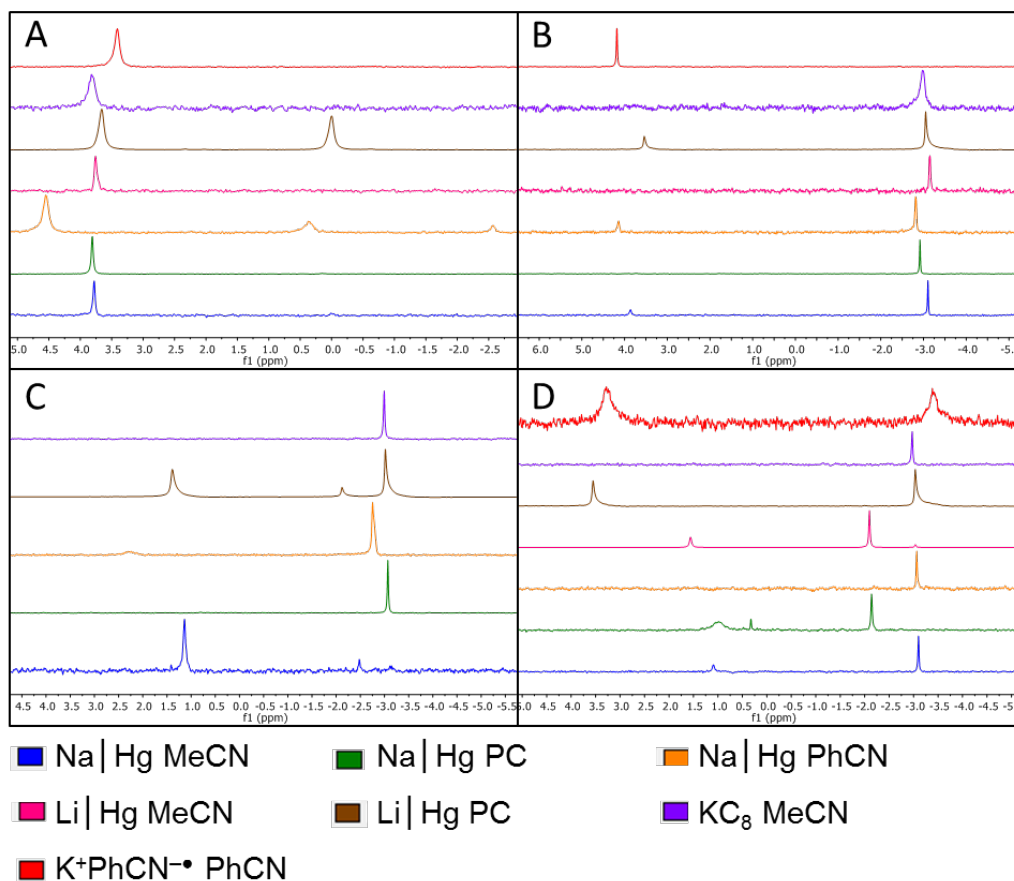 A
5.0 4.5 4.0 3.5 3.0 2.5 2.0 1.5 1.0 0.5 0.0 -0.5 -1.0 -1.5 -2.0 -2.5
f1 (ppm)
B
6.0 5.0 4.0 3.0 2.0 1.0 0.0 -1.0 -2.0 -3.0 -4.0 -5.
f1 (ppm)
C
4.5 4.0 3.5 3.0 2.5 2.0 1.5 1.0 0.5 0.0 -0.5 -1.0 -1.5 -2.0 -2.5 -3.0 -3.5 -4.0 -4.5 -5.0 -5.5
f1 (ppm)
D
5.0 4.5 4.0 3.5 3.0 2.5 2.0 1.5 1.0 0.5 0.0 -0.5 -1.0 -1.5 -2.0 -2.5 -3.0 -3.5 -4.0 -4.5 -5.
f1 (ppm)
Na|Hg MeCN
Na|Hg PC
Na|Hg PhCN
Li|Hg MeCN
Li|Hg PC
KC₈ MeCN
K⁺PhCN⁻• PhCN